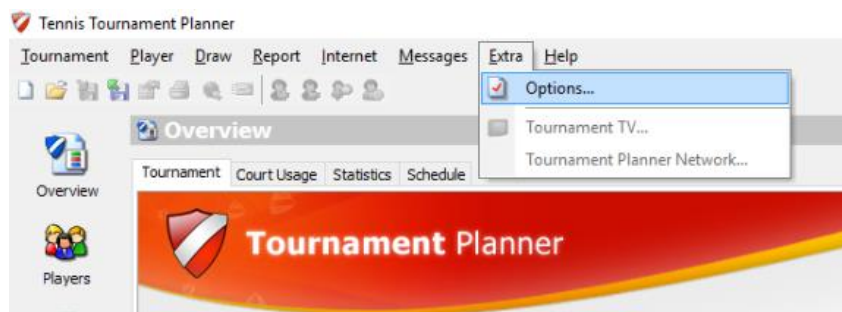 Tennis Tournament Planner
Tournament Player Draw Report Internet Messages Extra Help
Options...
Overview
Tournament TV...
Tournament Planner Network...
Tournament Court Usage Statistics Schedule
Overview
Tournament Planner
Players